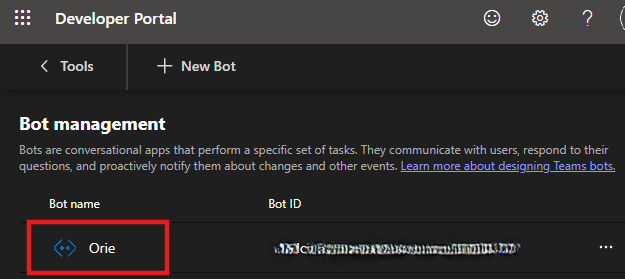 Developer Portal
Tools
New Bot
Bot management
Bots are conversational apps that perform a specific set of tasks. They communicate with users, respond to their
questions, and proactively notify them about changes and other events. Learn more about designing Teams bots.
Bot name Bot ID
Orie